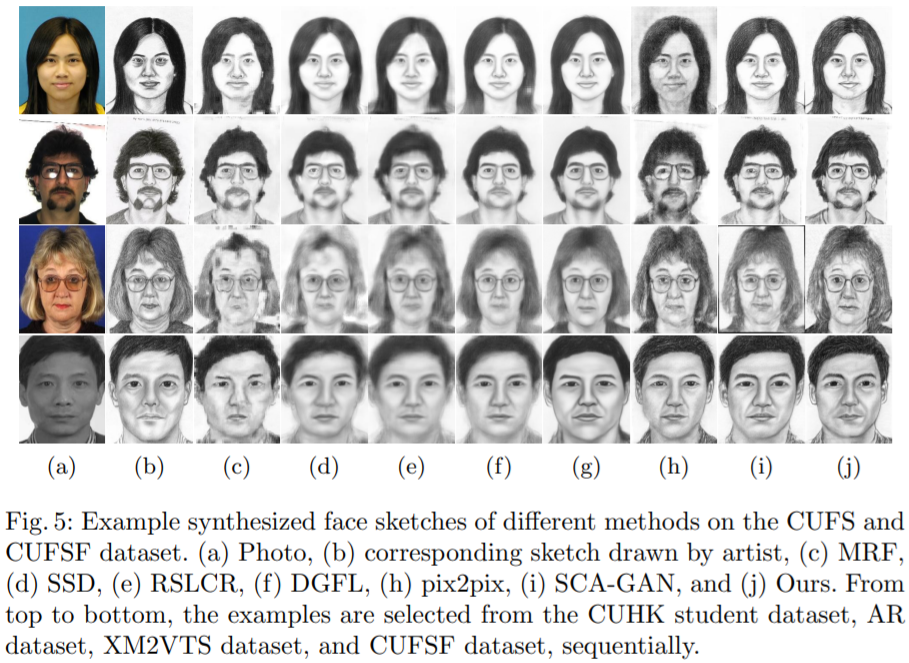 (a) (b) (c) (d) (e) (f) (g) (h) (i) (j)
Fig. 5: Example synthesized face sketches of different methods on the CUFS and
CUFSF dataset. (a) Photo, (b) corresponding sketch drawn by artist, (c) MRF,
(d) SSD, (e) RSLCR, (f) DGFL, (h) pix2pix, (i) SCA-GAN, and (j) Ours. From
top to bottom, the examples are selected from the CUHK student dataset, AR
dataset, XM2VTS dataset, and CUFSF dataset, sequentially.